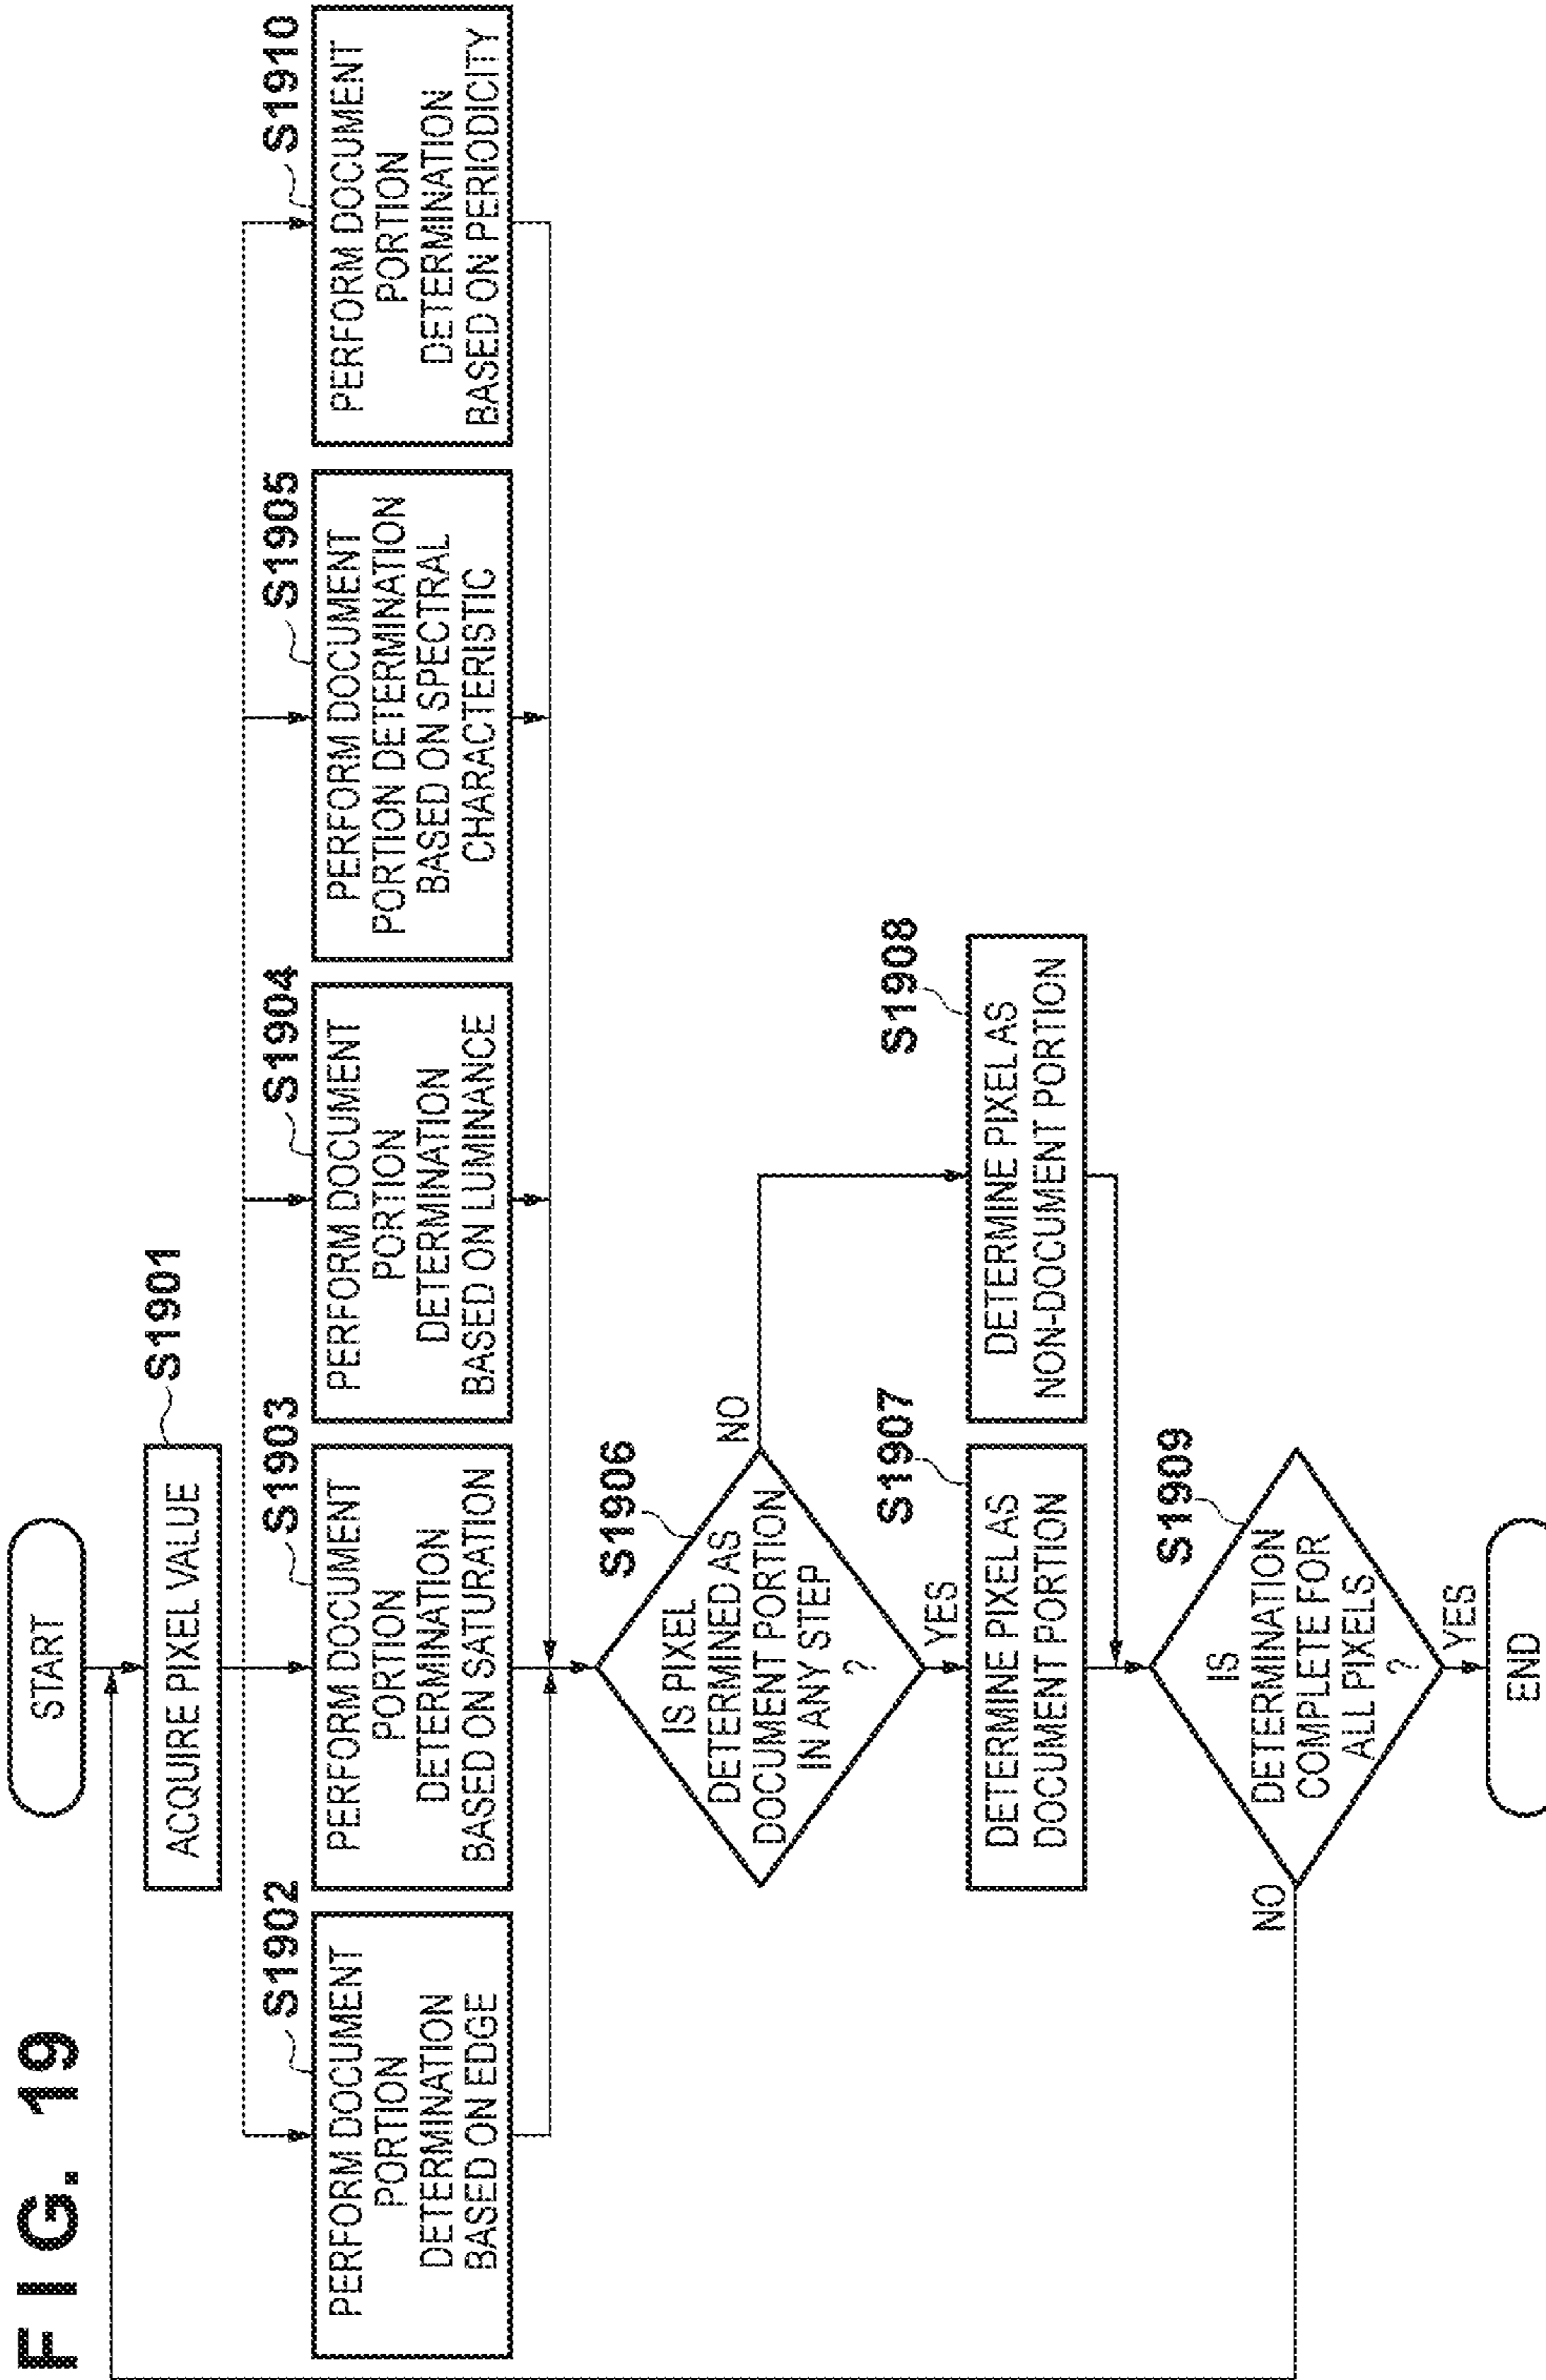 FIG. 19
START
ACQUIRE PIXEL VALUE
S1901
PERFORM DOCUMENT
PORTION
DETERMINATION
BASED ON EDGE
S1902
PERFORM DOCUMENT
PORTION
DETERMINATION
BASED ON SATURATION
S1903
PERFORM DOCUMENT
PORTION
DETERMINATION
BASED ON LUMINANCE
S1904
PERFORM DOCUMENT
PORTION DETERMINATION
BASED ON SPECTRAL
CHARACTERISTIC
S1905
PERFORM DOCUMENT
PORTION
DETERMINATION
BASED ON PERIODICITY
S1910
IS PIXEL
DETERMINED AS
DOCUMENT PORTION
IN ANY STEP
?
S1906
NO
YES
DETERMINE PIXEL AS
DOCUMENT PORTION
S1907
DETERMINE PIXEL AS
NON-DOCUMENT PORTION
S1908
IS
DETERMINATION
COMPLETE FOR
ALL PIXELS
?
S1909
NO
YES
END